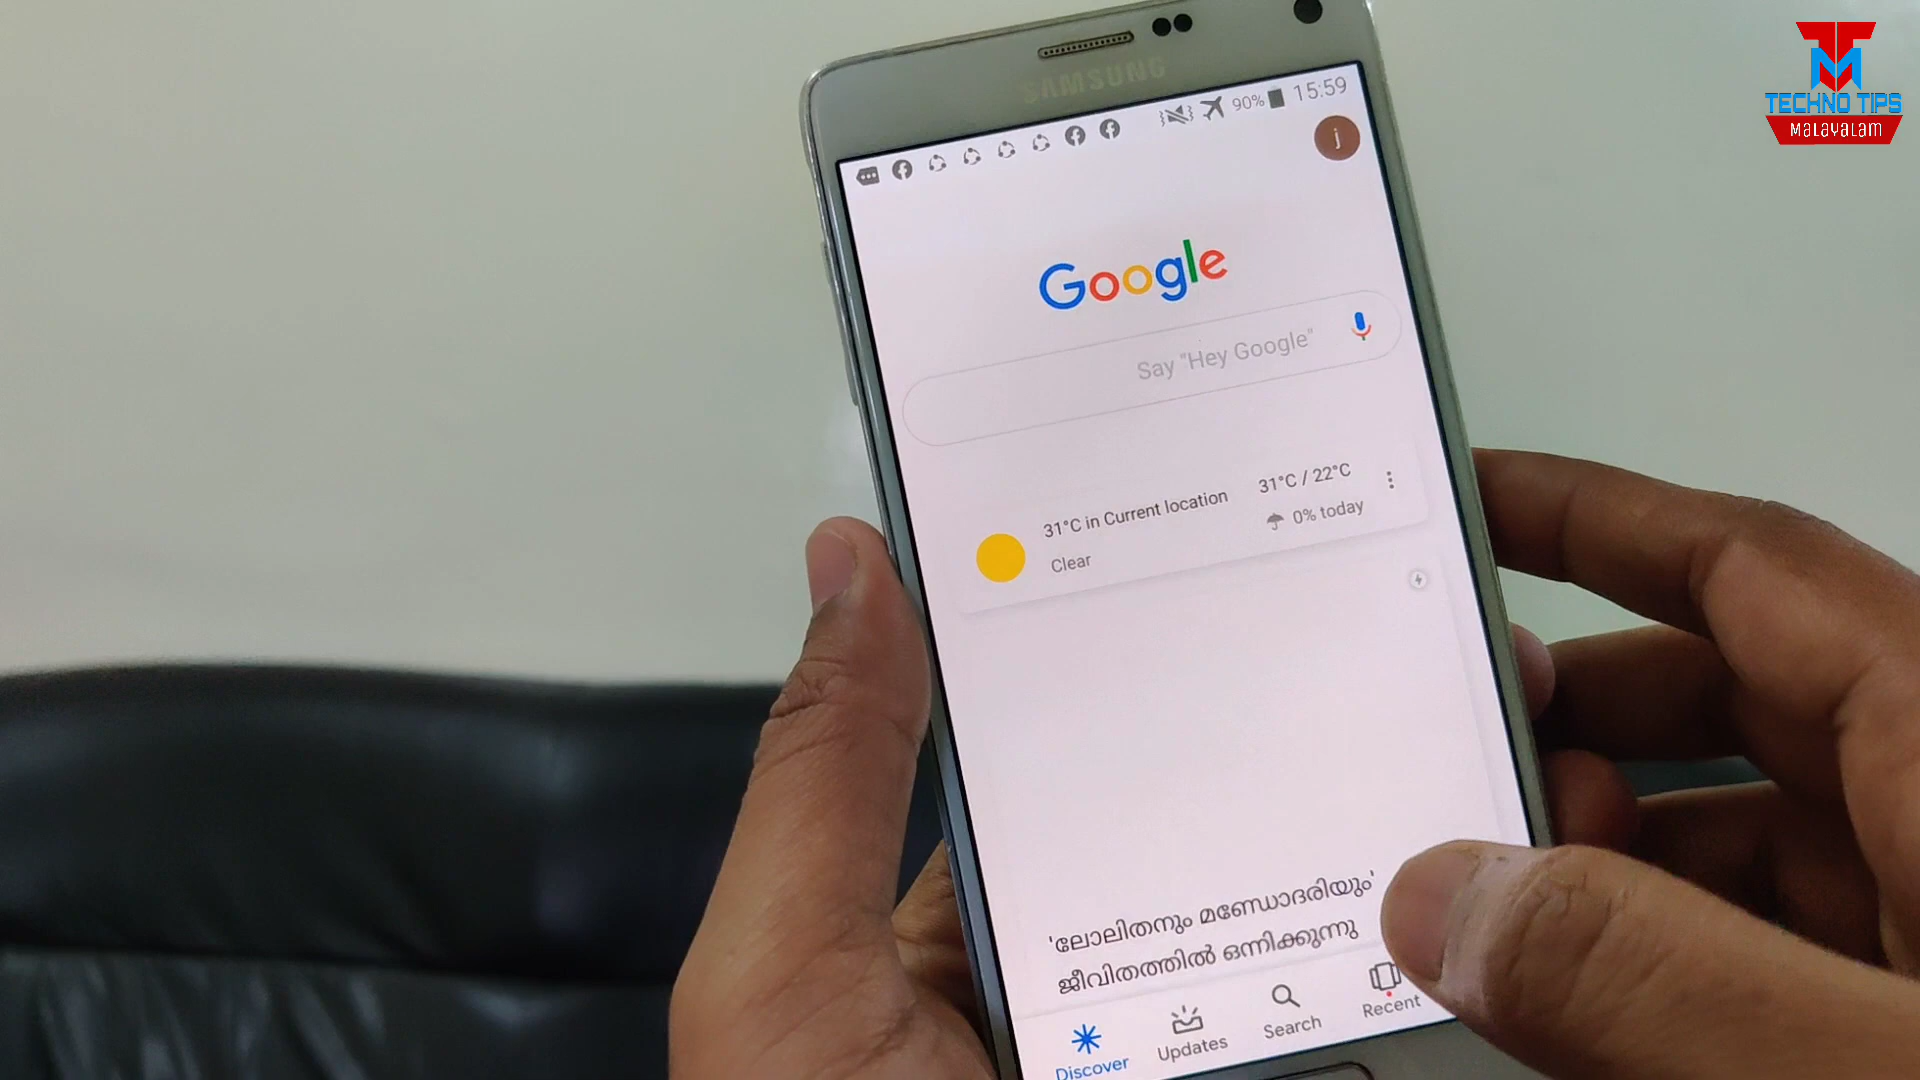 TM
TECHNO TIPS
Malayalam
SAMSUNG
90% 15:59
j
Google
Say "Hey Google"
31°C in Current location
Clear
31°C / 22°C
0% today
'ലോലിതനും മണ്ഡോദരിയും'
ജീവിതത്തിൽ ഒന്നിക്കുന്നു
Discover
Updates
Search
Recent